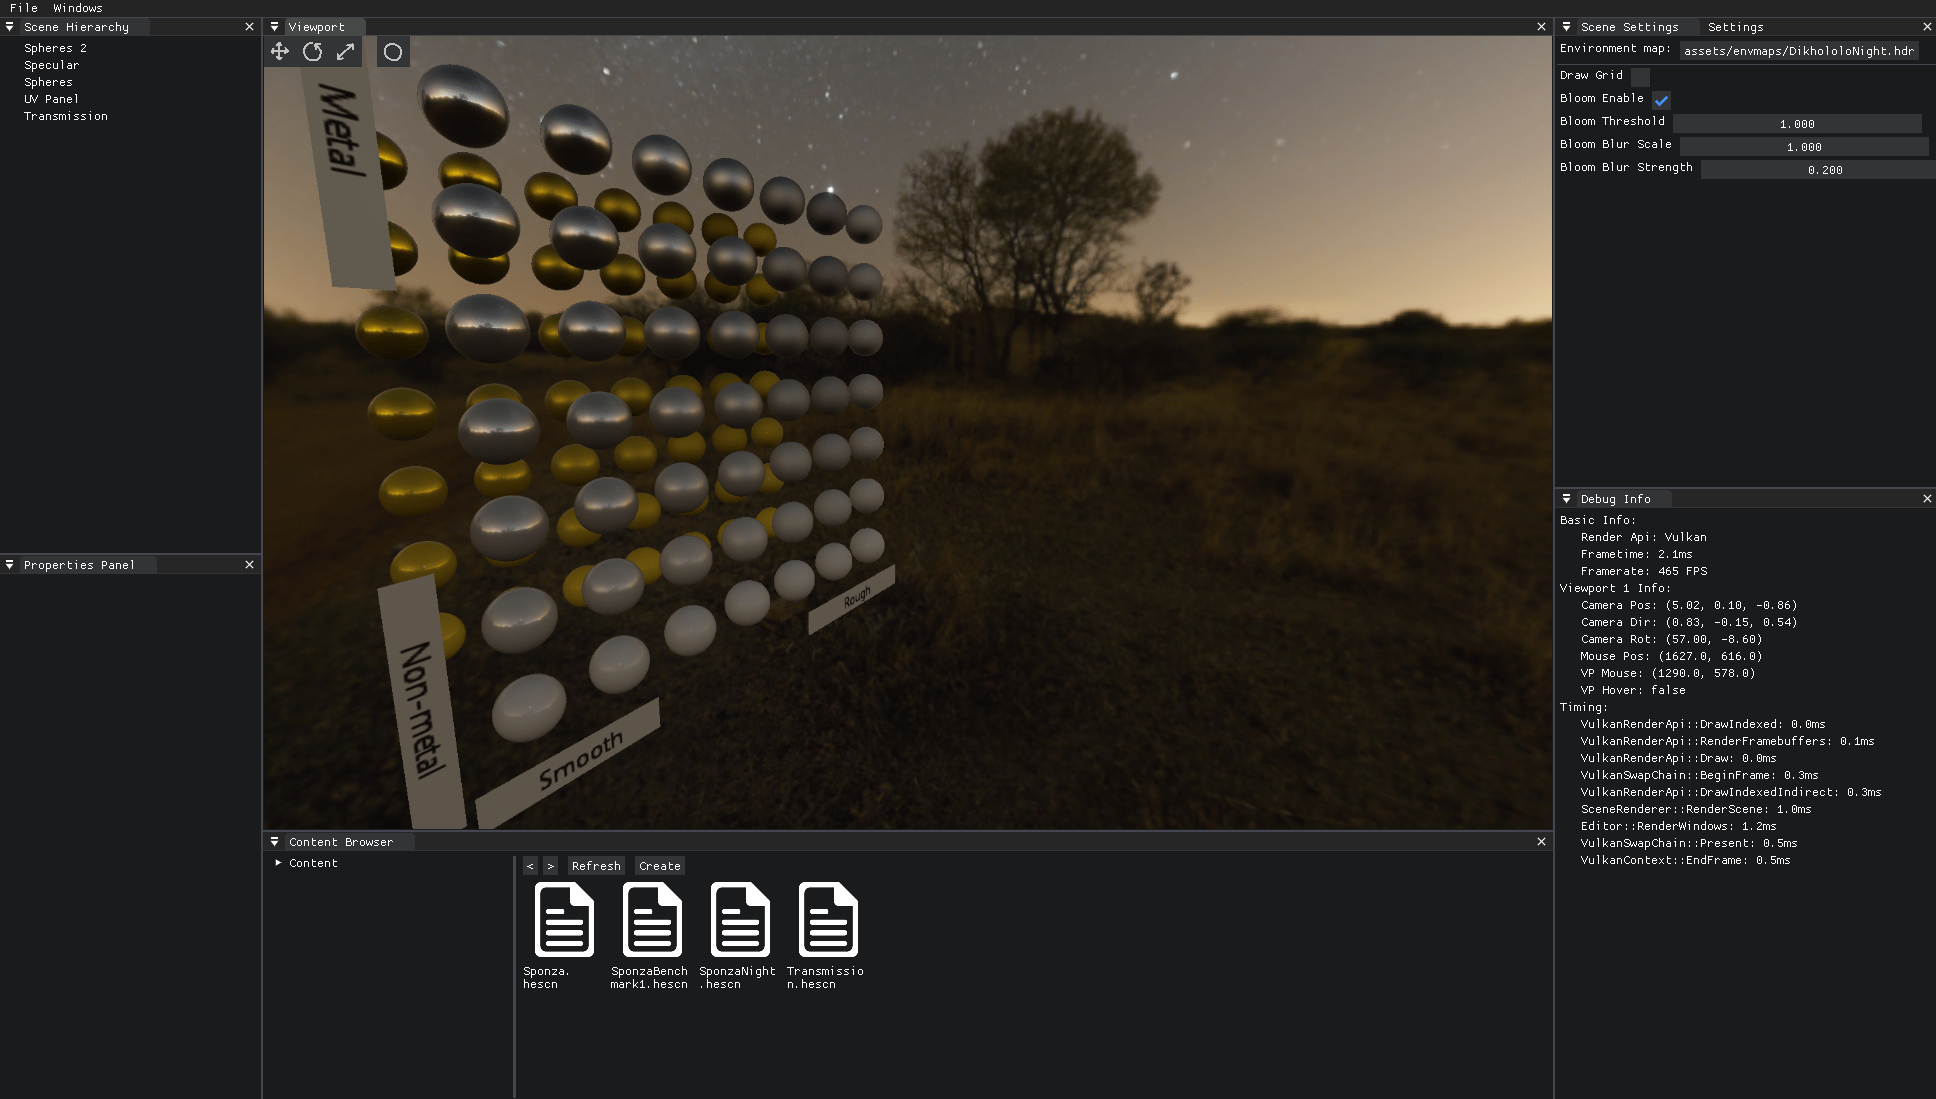 File Windows
Scene Hierarchy
Spheres 2
Specular
Spheres
UV Panel
Transmission
Properties Panel
Viewport
Metal
Non-metal
Smooth
Rough
Content Browser
Content
< > Refresh Create
Sponza.
hescn
SponzaBench
mark1.hescn
SponzaNight
.hescn
Transmissio
n.hescn
Scene Settings Settings
Environment map: assets/envmaps/DikhololoNight.hdr
Draw Grid
Bloom Enable
Bloom Threshold 1.000
Bloom Blur Scale 1.000
Bloom Blur Strength 0.200
Debug Info
Basic Info:
Render Api: Vulkan
Frametime: 2.1ms
Framerate: 465 FPS
Viewport 1 Info:
Camera Pos: (5.02, 0.10, -0.86)
Camera Dir: (0.83, -0.15, 0.54)
Camera Rot: (57.00, -8.60)
Mouse Pos: (1627.0, 616.0)
VP Mouse: (1290.0, 578.0)
VP Hover: false
Timing:
VulkanRenderApi::DrawIndexed: 0.0ms
VulkanRenderApi::RenderFramebuffers: 0.1ms
VulkanRenderApi::Draw: 0.0ms
VulkanSwapChain::BeginFrame: 0.3ms
VulkanRenderApi::DrawIndexedIndirect: 0.3ms
SceneRenderer::RenderScene: 1.0ms
Editor::RenderWindows: 1.2ms
VulkanSwapChain::Present: 0.5ms
VulkanContext::EndFrame: 0.5ms